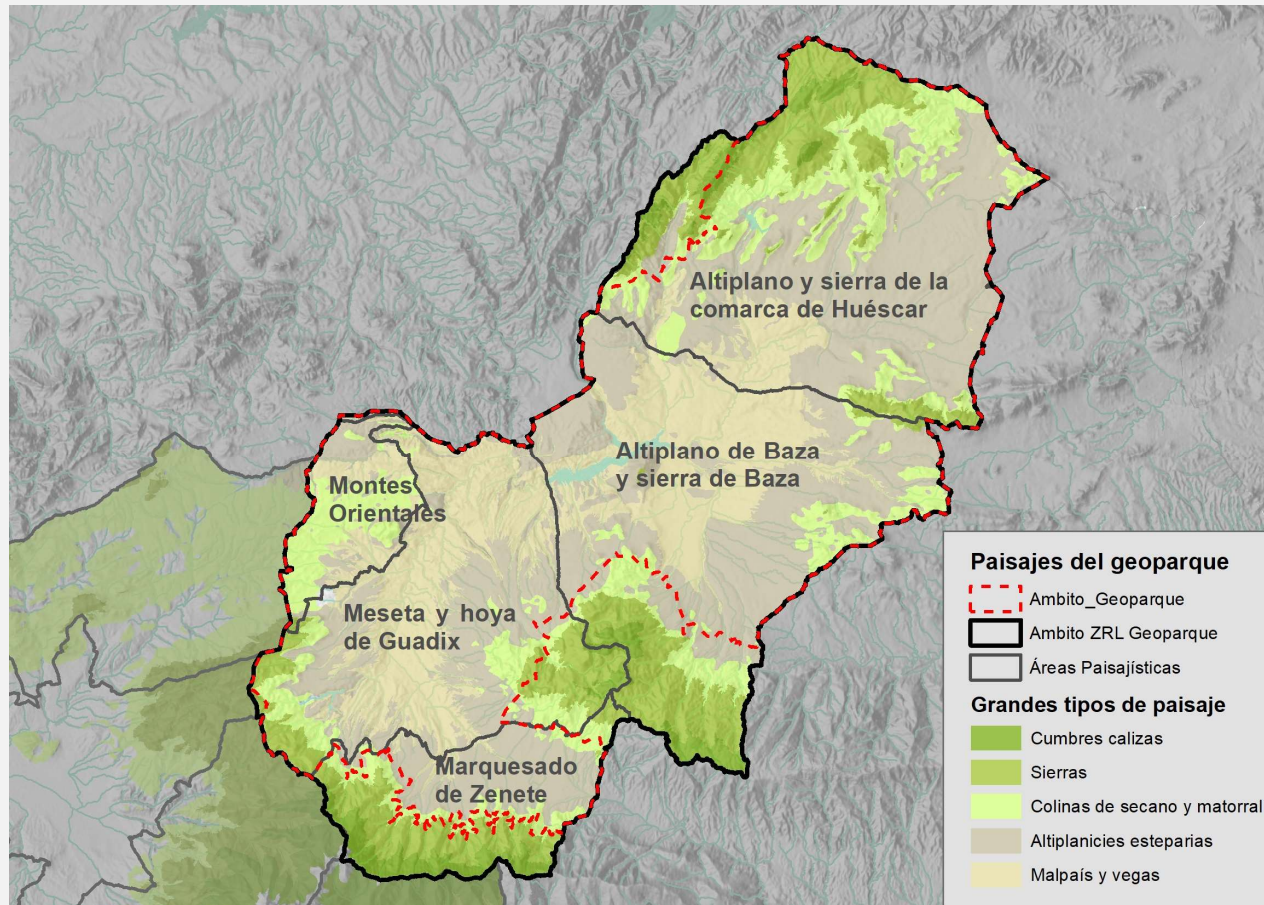 Altiplano y sierra de la
comarca de Huéscar
Altiplano de Baza
y sierra de Baza
Montes
Orientales
Meseta y hoya
de Guadix
Marquesado
de Zenete
Paisajes del geoparque
Ambito_Geoparque
Ambito ZRL Geoparque
Áreas Paisajísticas
Grandes tipos de paisaje
Cumbres calizas
Sierras
Colinas de secano y matorral
Altiplanicies esteparias
Malpaís y vegas